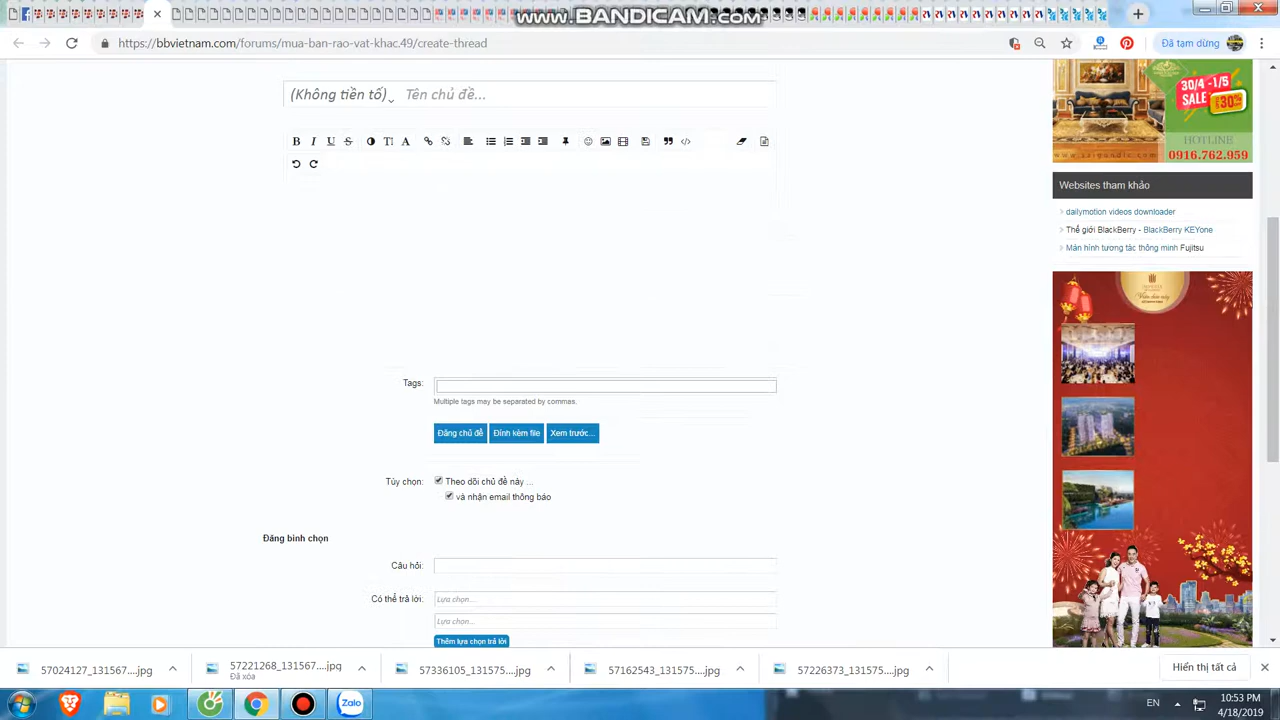 www.BANDICAM.com
https://bbvietnam.com/forums/mua-ban-rao-vat-khac.199/create-thread
Đã tạm dừng
(Không tiền tố)
Tên chủ đề...
30/4 -1/5
SALE 30%
HOTLINE
www.saigondic.com
0916.762.959
Websites tham khảo
dailymotion videos downloader
Thế giới BlackBerry - BlackBerry KEYone
Màn hình tương tác thông minh Fujitsu
Tags:
Multiple tags may be separated by commas.
Đăng chủ đề
Đính kèm file
Xem trước...
Tùy chọn:
Theo dõi chủ đề này ...
và nhận email thông báo
Đăng bình chọn
Câu hỏi:
Có thể trả lời:
Lựa chọn...
Lựa chọn...
Thêm lựa chọn trả lời
57024127_131567....jpg
57221268_131567....jpg
Đã xóa
57336105_131575....jpg
57162543_131575....jpg
57226373_131575....jpg
Hiển thị tất cả
Zalo
EN
10:53 PM
4/18/2019